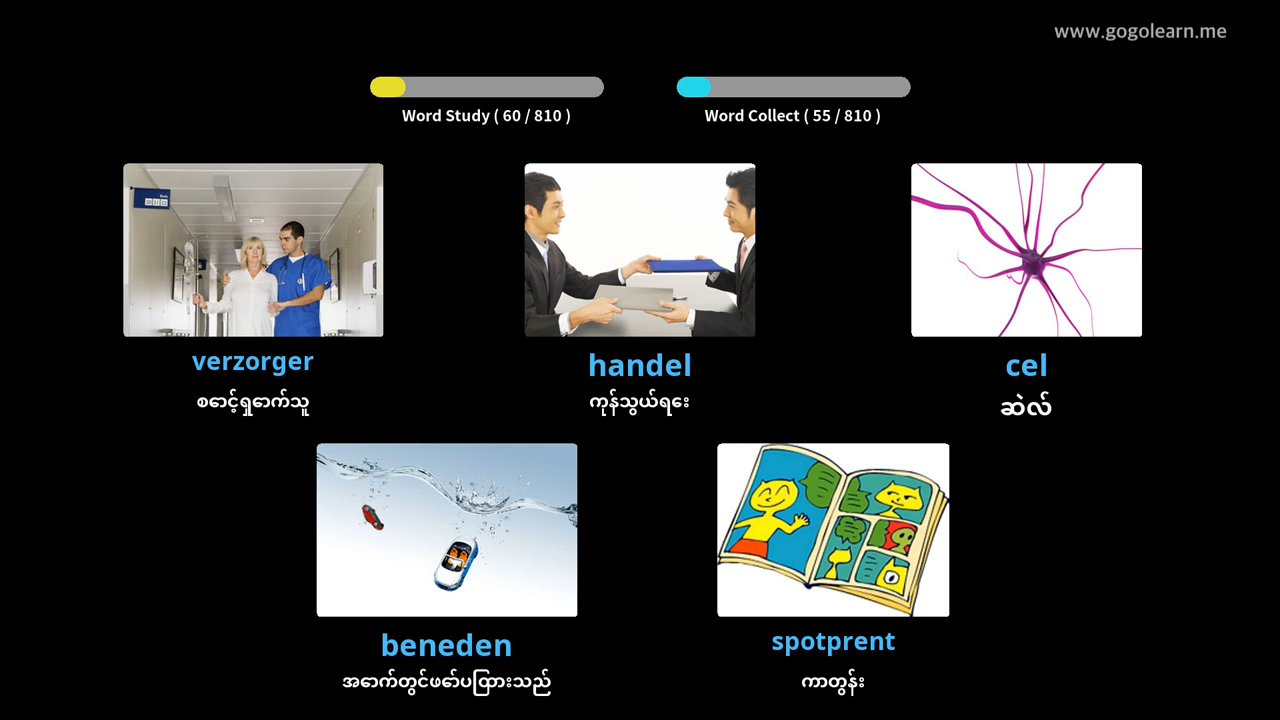 www.gogolearn.me
Word Study ( 60 / 810 )
Word Collect ( 55 / 810 )
verzorger
စောင့်ရှောက်သူ
handel
ကုန်သွယ်ရေး
cel
ဆဲလ်
beneden
အောက်တွင်ဖော်ပထြားသည်
spotprent
ကာတွန်း